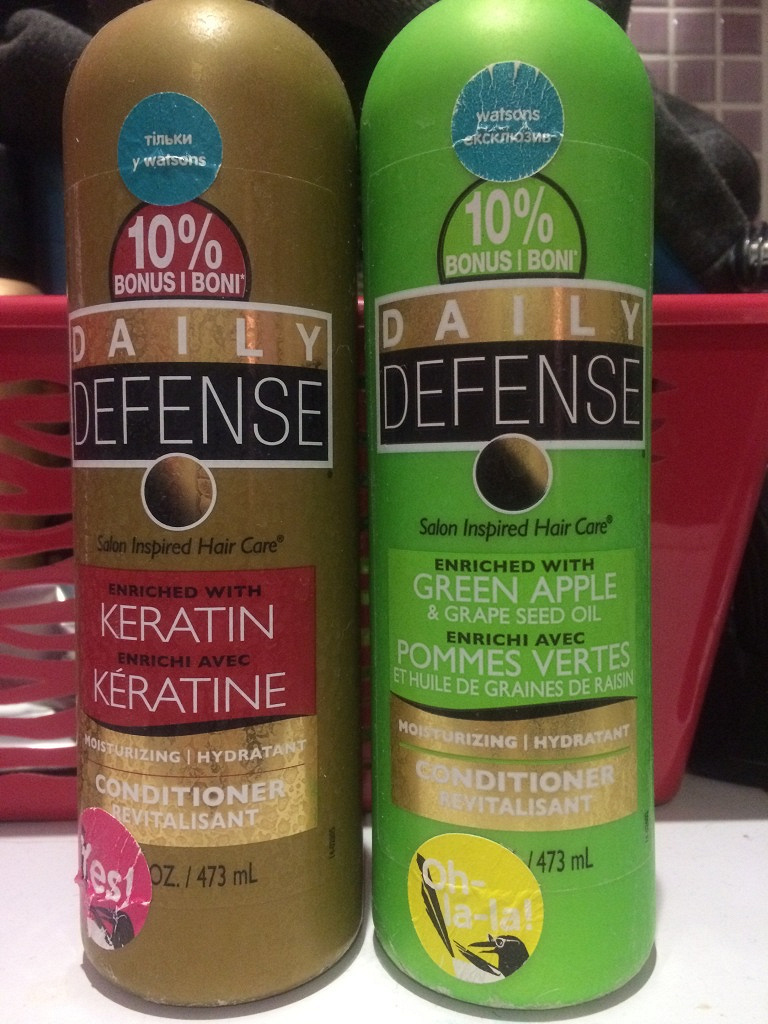 тільки
у watsons
10%
BONUS | BONI*
DAILY
DEFENSE
Salon Inspired Hair Care®
ENRICHED WITH
KERATIN
ENRICHI AVEC
KÉRATINE
MOISTURIZING | HYDRATANT
CONDITIONER
REVITALISANT
OZ. / 473 mL
Yes!
watsons
ексклюзив
10%
BONUS | BONI*
DAILY
DEFENSE
Salon Inspired Hair Care®
ENRICHED WITH
GREEN APPLE
& GRAPE SEED OIL
ENRICHI AVEC
POMMES VERTES
ET HUILE DE GRAINES DE RAISIN
MOISTURIZING | HYDRATANT
CONDITIONER
REVITALISANT
/ 473 mL
Oh-
la-la!